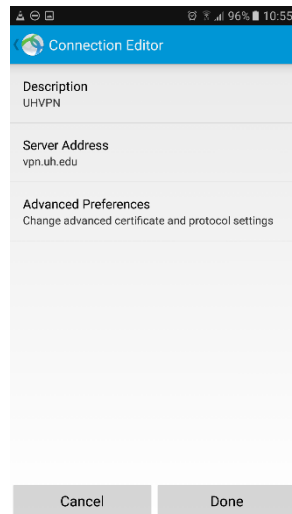 96% 10:55
Connection Editor
Description
UHVPN
Server Address
vpn.uh.edu
Advanced Preferences
Change advanced certificate and protocol settings
Cancel
Done